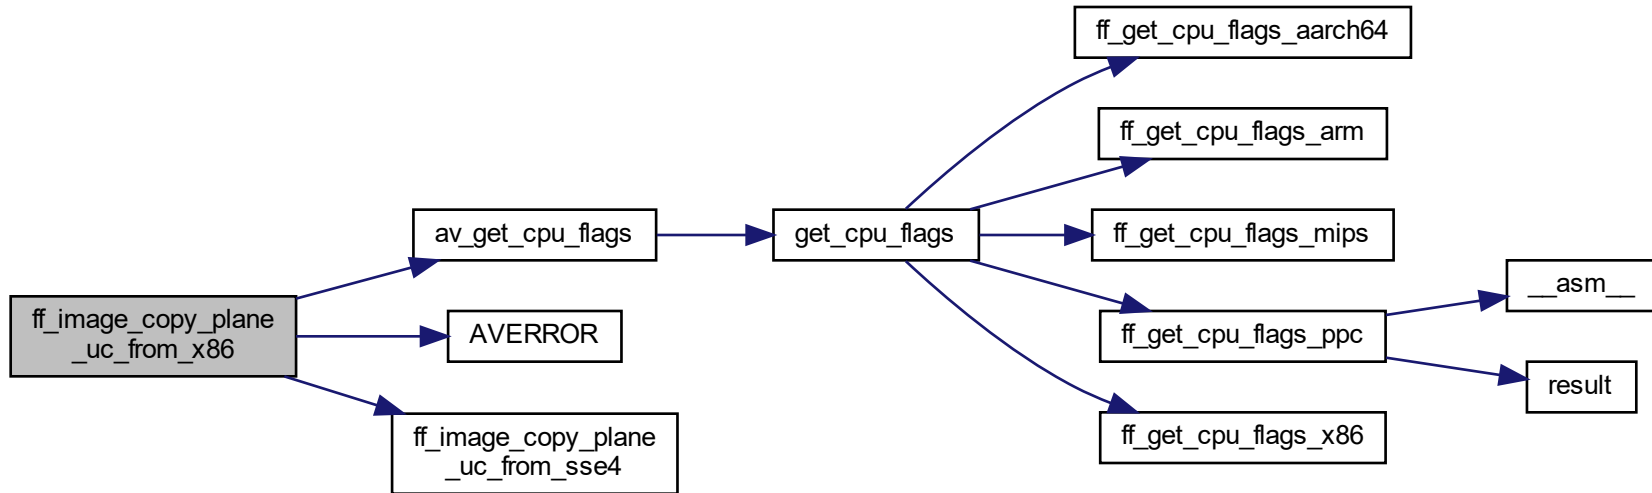 ff_image_copy_plane
_uc_from_x86
av_get_cpu_flags
AVERROR
ff_image_copy_plane
_uc_from_sse4
get_cpu_flags
ff_get_cpu_flags_aarch64
ff_get_cpu_flags_arm
ff_get_cpu_flags_mips
ff_get_cpu_flags_ppc
ff_get_cpu_flags_x86
__asm__
result